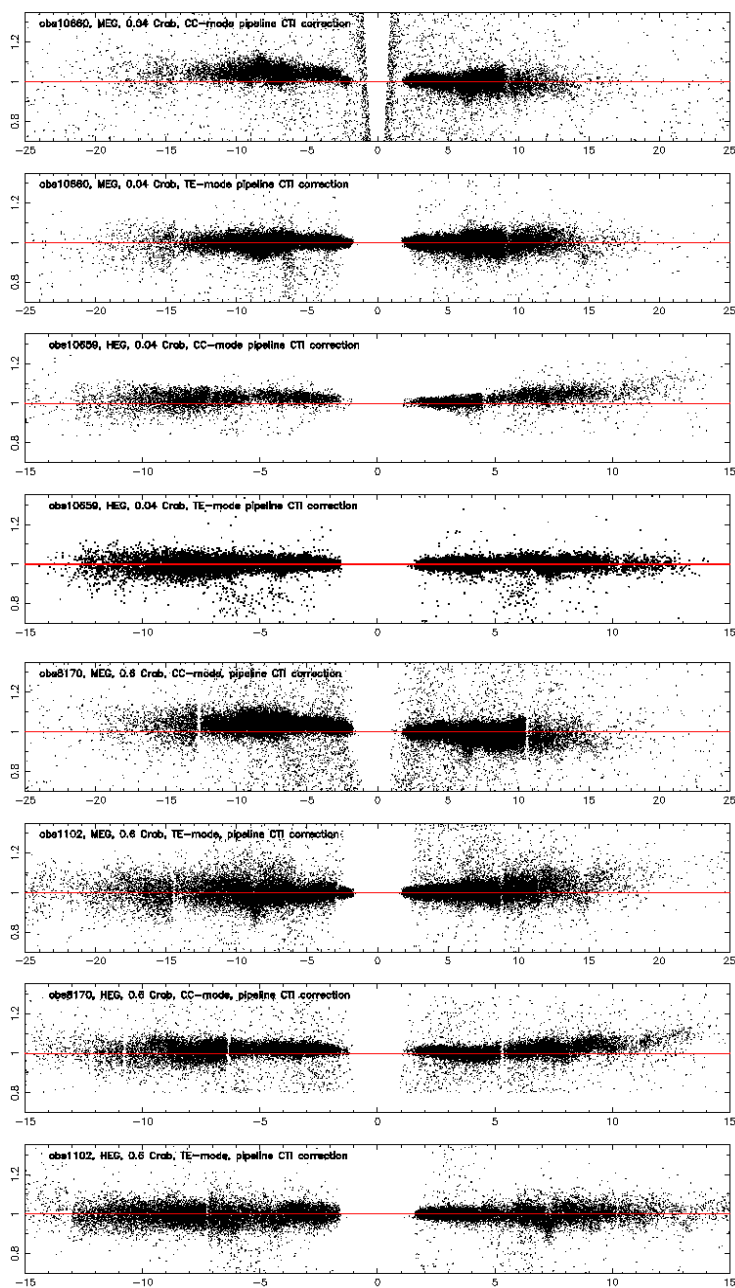 obs10660, MEG, 0.04 Crab, CC-mode pipeline CTI correction
1.2
1
0.8
-25 -20 -15 -10 -5 0 5 10 15 20 25
obs10660, MEG, 0.04 Crab, TE-mode pipeline CTI correction
1.2
1
0.8
-25 -20 -15 -10 -5 0 5 10 15 20 25
obs10659, HEG, 0.04 Crab, CC-mode pipeline CTI correction
1.2
1
0.8
-15 -10 -5 0 5 10 15
obs10659, HEG, 0.04 Crab, TE-mode pipeline CTI correction
1.2
1
0.8
-15 -10 -5 0 5 10 15
obs8170, MEG, 0.6 Crab, CC-mode, pipeline CTI correction
1.2
1
0.8
-25 -20 -15 -10 -5 0 5 10 15 20 25
obs1102, MEG, 0.6 Crab, TE-mode, pipeline CTI correction
1.2
1
0.8
-25 -20 -15 -10 -5 0 5 10 15 20 25
obs8170, HEG, 0.6 Crab, CC-mode, pipeline CTI correction
1.2
1
0.8
-15 -10 -5 0 5 10 15
obs1102, HEG, 0.6 Crab, TE-mode, pipeline CTI correction
1.2
1
0.8
-15 -10 -5 0 5 10 15